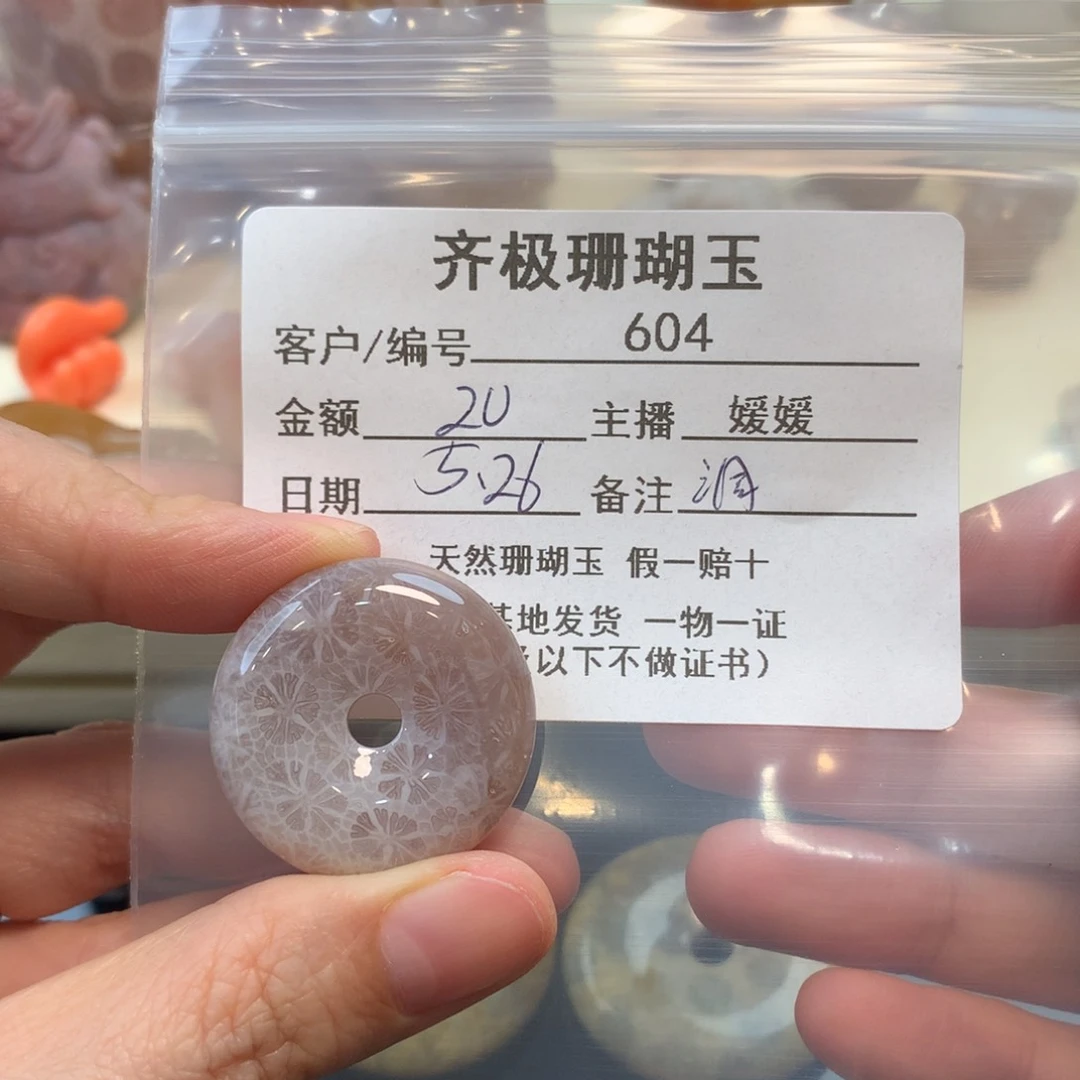 齐极珊瑚玉
客户/编号 604
金额 20 主播 媛媛
日期 5.26 备注 洞
天然珊瑚玉 假一赔十
基地发货 一物一证
以下不做证书）